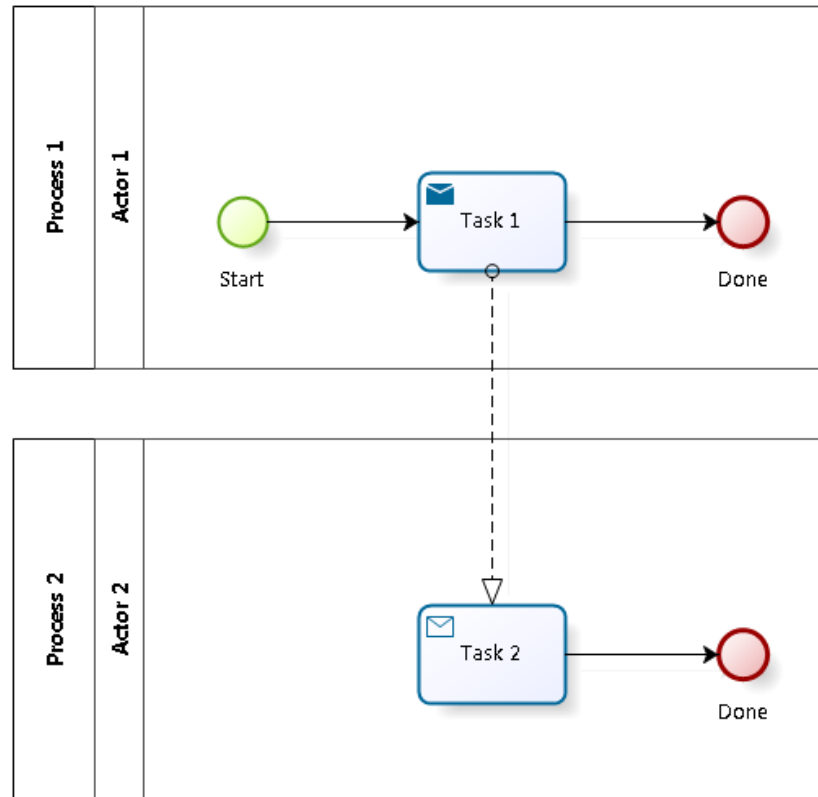 Process 1
Actor 1
Start
Task 1
Done
Process 2
Actor 2
Task 2
Done